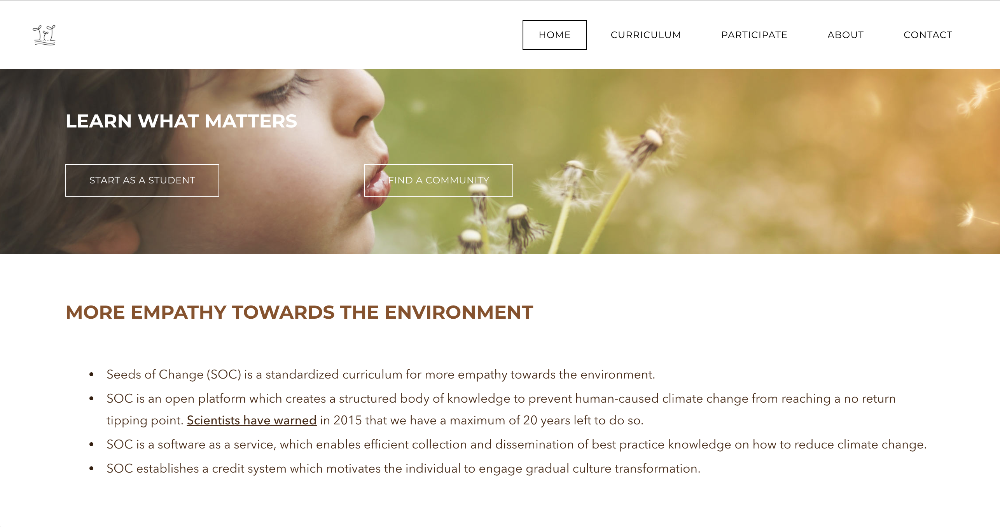 HOME CURRICULUM PARTICIPATE ABOUT CONTACT
LEARN WHAT MATTERS
START AS A STUDENT FIND A COMMUNITY
MORE EMPATHY TOWARDS THE ENVIRONMENT
• Seeds of Change (SOC) is a standardized curriculum for more empathy towards the environment.
• SOC is an open platform which creates a structured body of knowledge to prevent human-caused climate change from reaching a no return
tipping point. Scientists have warned in 2015 that we have a maximum of 20 years left to do so.
• SOC is a software as a service, which enables efficient collection and dissemination of best practice knowledge on how to reduce climate change.
• SOC establishes a credit system which motivates the individual to engage gradual culture transformation.